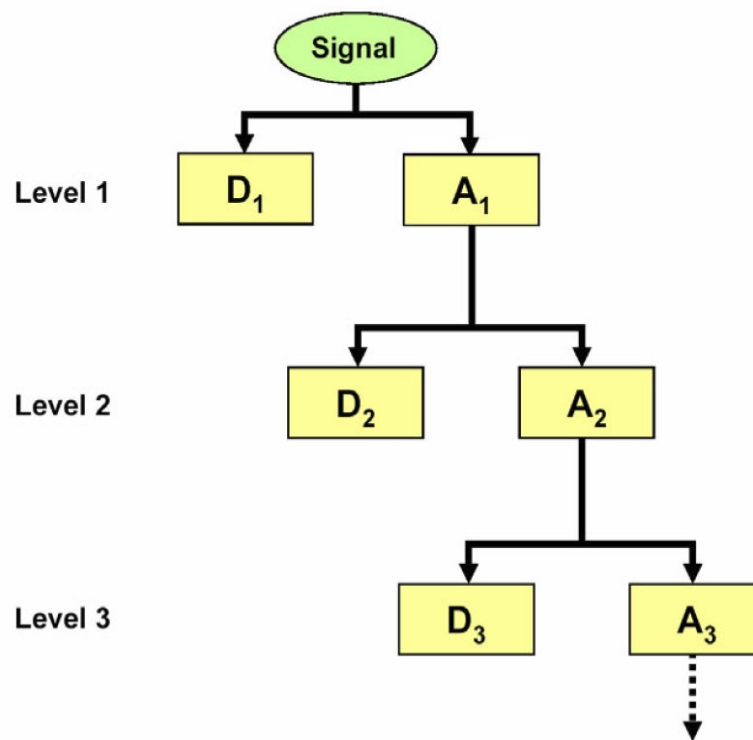 Signal
Level 1 D₁ A₁
Level 2 D₂ A₂
Level 3 D₃ A₃